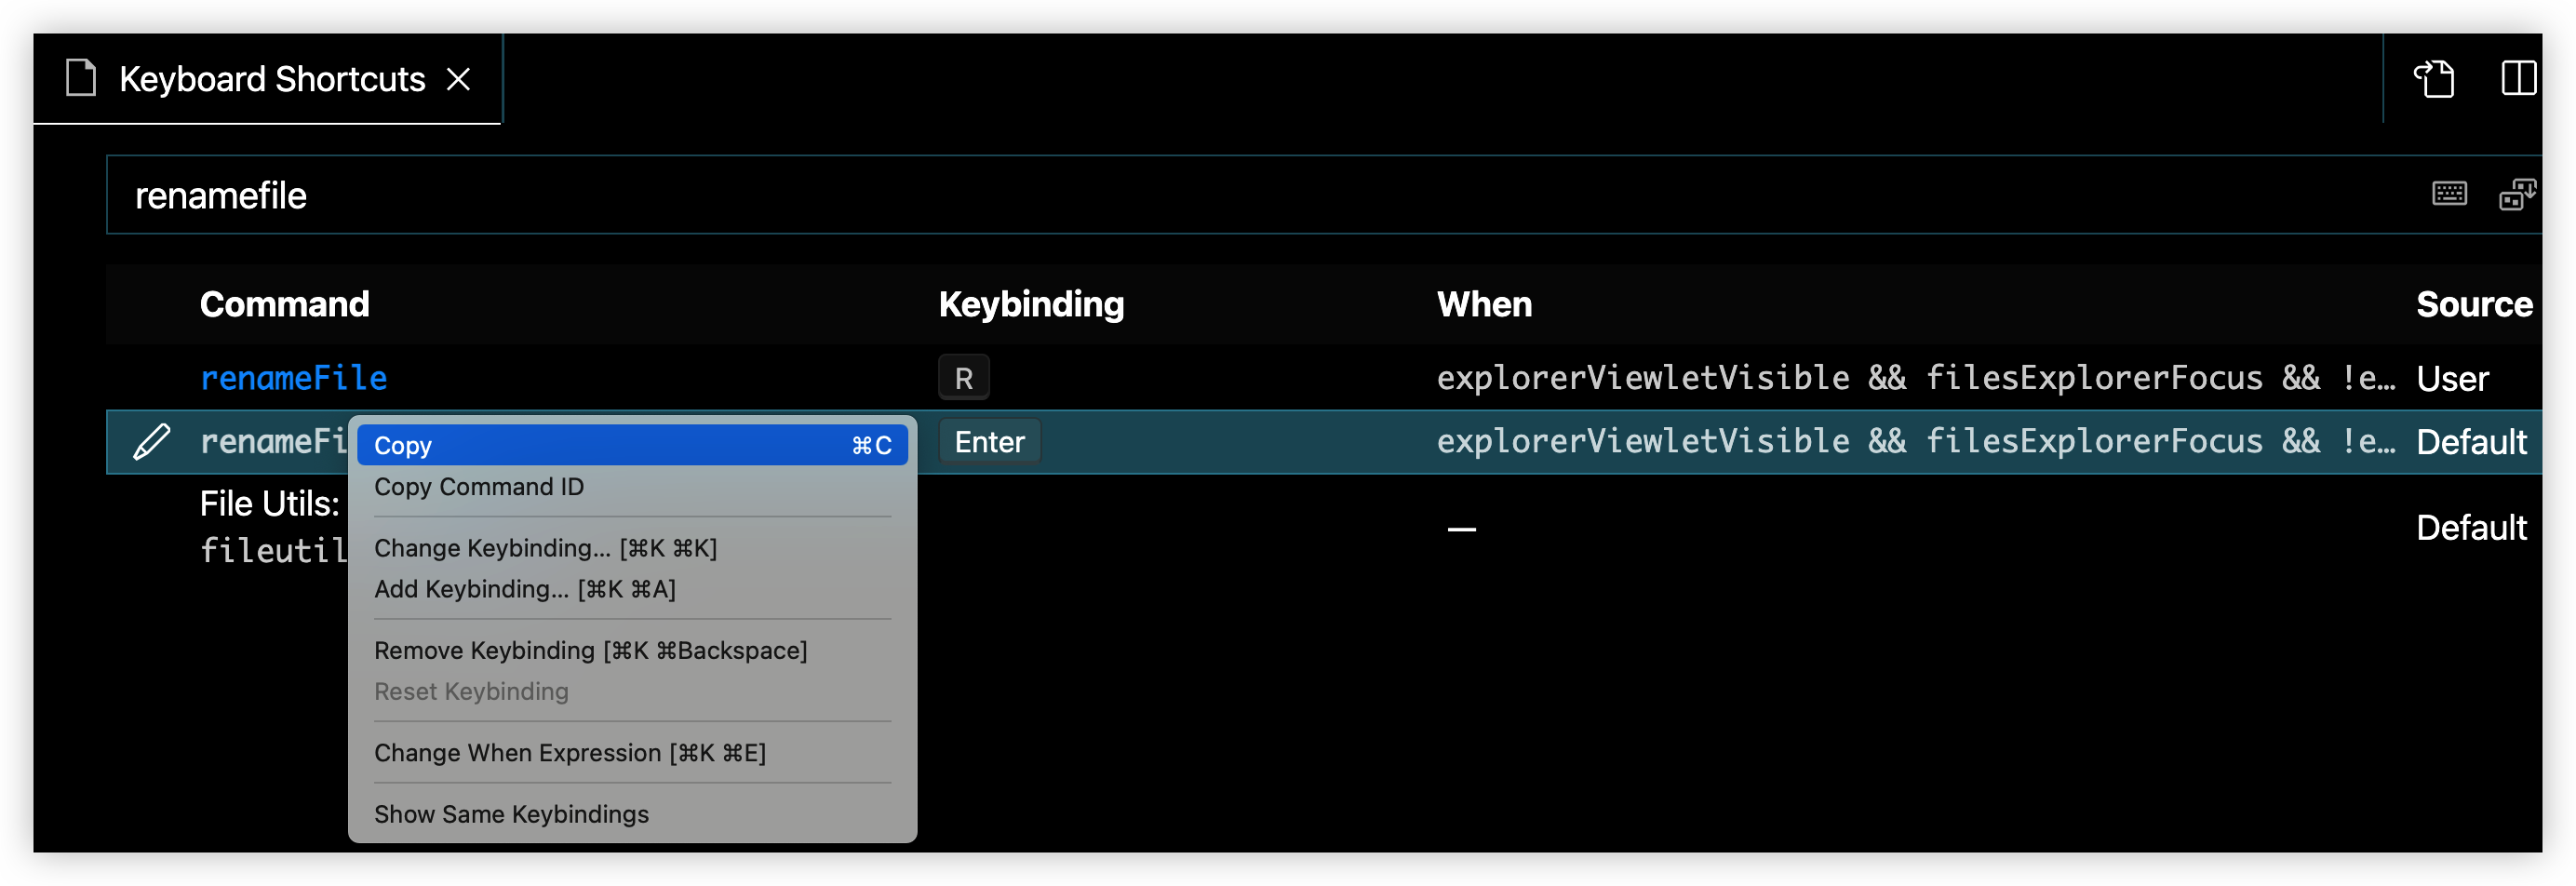 Keyboard Shortcuts
renamefile
Command Keybinding When Source
renameFile R explorerViewletVisible && filesExplorerFocus && !e… User
renameFi Enter explorerViewletVisible && filesExplorerFocus && !e… Default
File Utils:
fileutil
— Default
Copy ⌘C
Copy Command ID
Change Keybinding... [⌘K ⌘K]
Add Keybinding... [⌘K ⌘A]
Remove Keybinding [⌘K ⌘Backspace]
Reset Keybinding
Change When Expression [⌘K ⌘E]
Show Same Keybindings